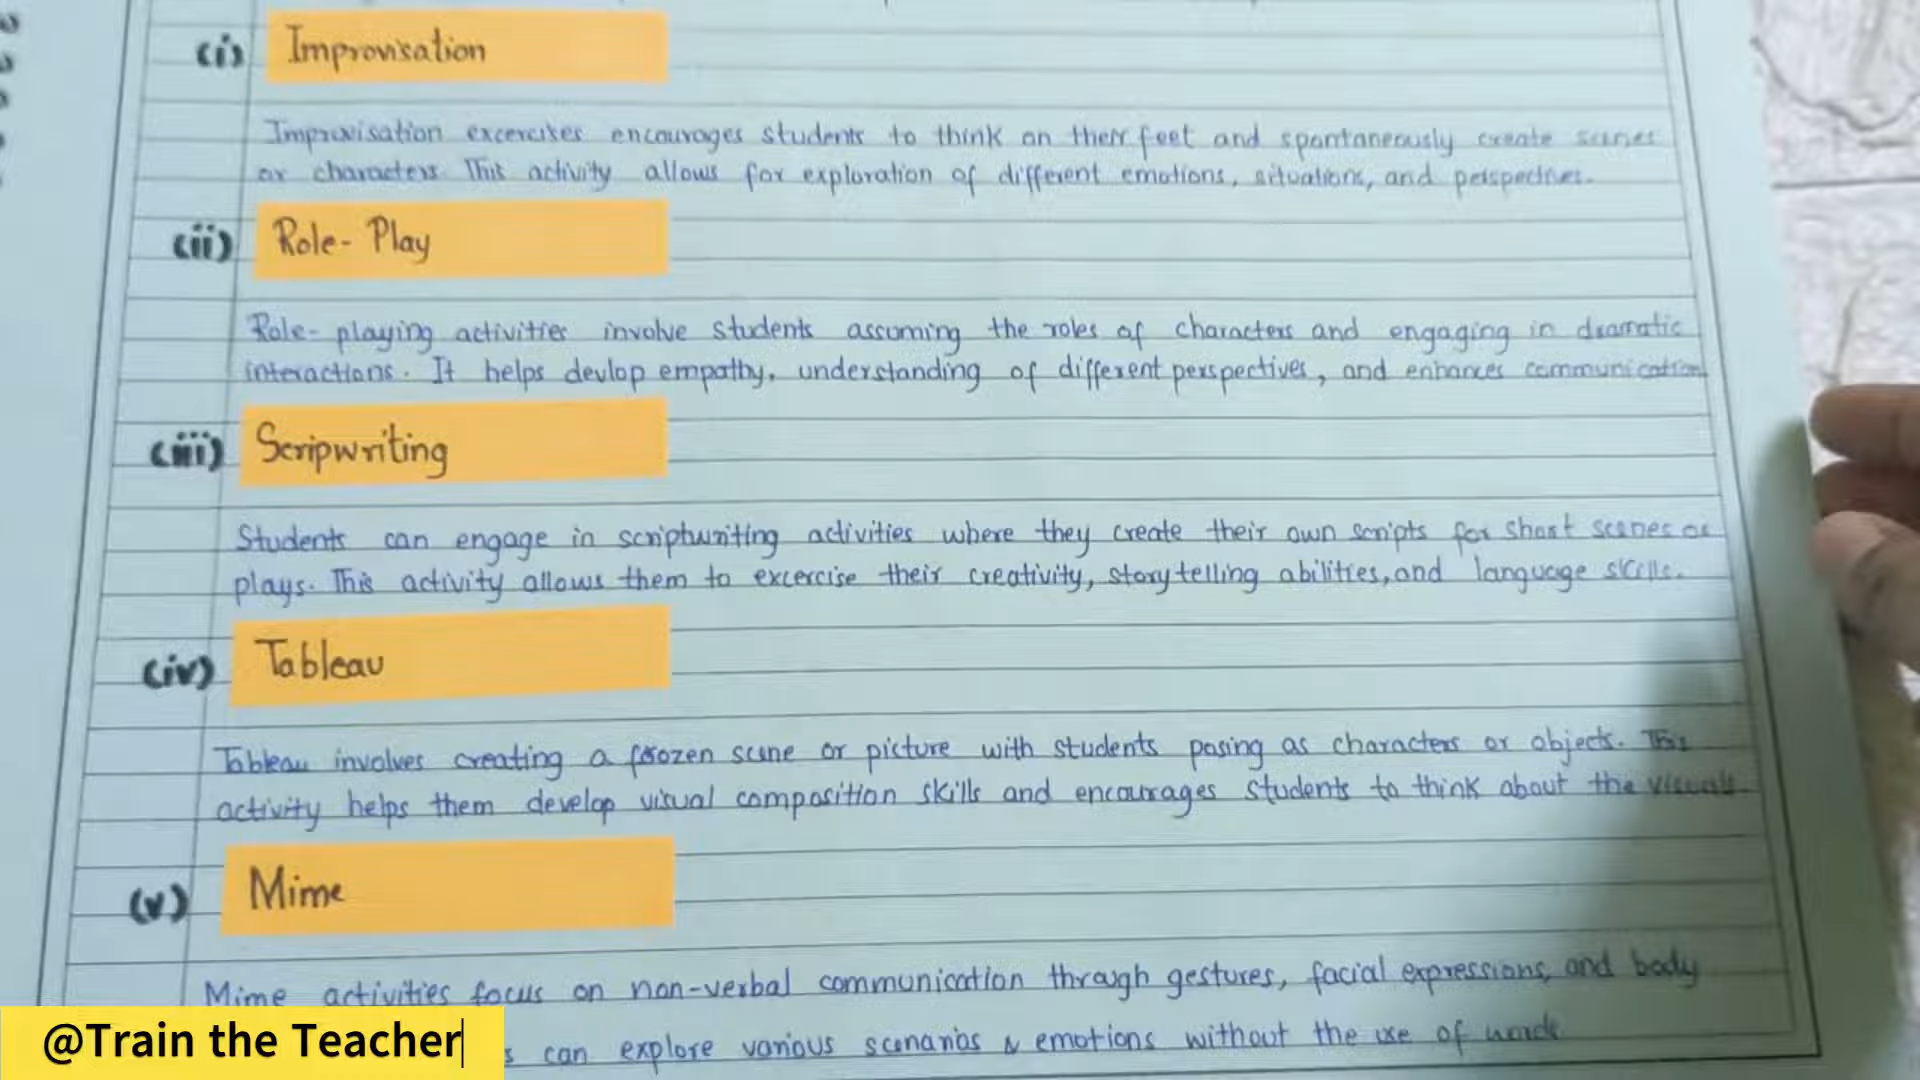 (i) Improvisation
Improvisation excercises encourages students to think on their feet and spontaneously create scenes
or characters. This activity allows for exploration of different emotions, situations, and perspectives.
(ii) Role- Play
Role- playing activities involve students assuming the roles of characters and engaging in dramatic
interactions. It helps devlop empathy, understanding of different perspectives, and enhances communication
(iii) Scripwriting
Students can engage in scriptwriting activities where they create their own scripts for short scenes or
plays. This activity allows them to excercise their creativity, storytelling abilities, and language skills.
(iv) Tableau
Tableau involves creating a frozen scene or picture with students posing as characters or objects. This
activity helps them develop visual composition skills and encourages students to think about the visuals
(v) Mime
Mime activities focus on non-verbal communication through gestures, facial expressions, and body
can explore various scenarios & emotions without the use of words
@Train the Teacher